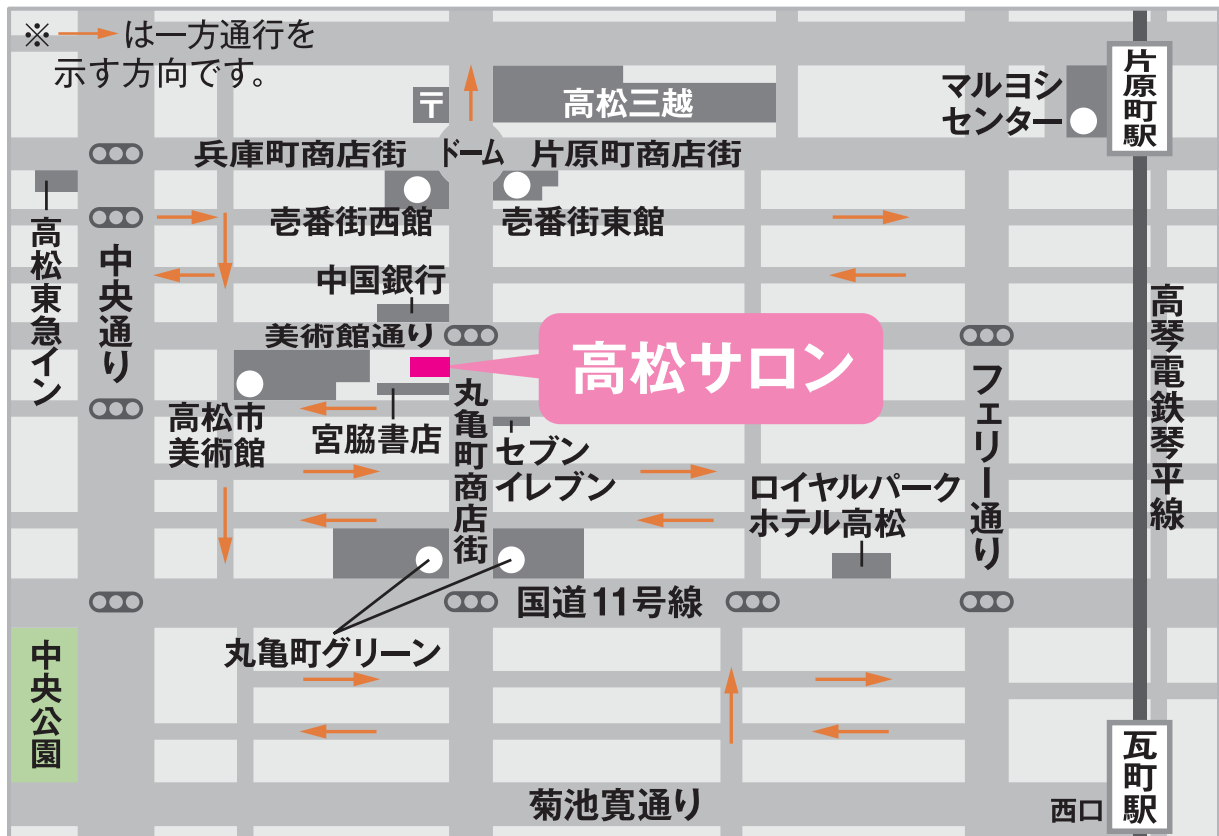 ※→は一方通行を
示す方向です。
片原町駅
マルヨシ
センター
〒
高松三越
兵庫町商店街
ドーム
片原町商店街
壱番街西館
壱番街東館
高松東急イン
中央通り
中国銀行
美術館通り
高松サロン
高琴電鉄琴平線
フェリー通り
丸亀町商店街
高松市
美術館
宮脇書店
セブン
イレブン
ロイヤルパーク
ホテル高松
国道11号線
丸亀町グリーン
中央公園
菊池寛通り
西口
瓦町駅